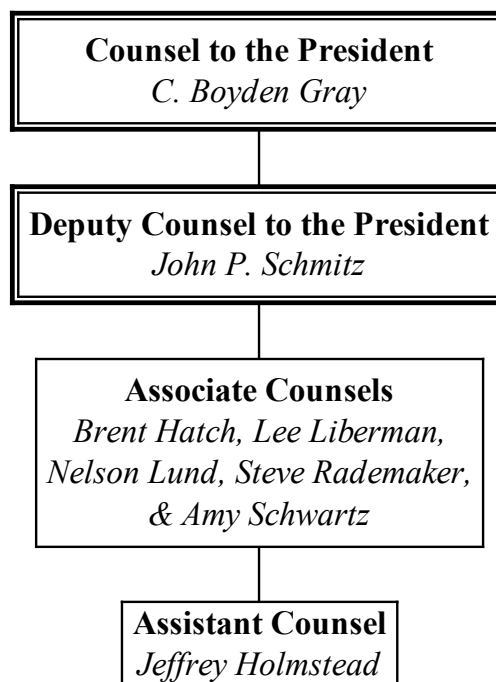 Counsel to the President
C. Boyden Gray
Deputy Counsel to the President
John P. Schmitz
Associate Counsels
Brent Hatch, Lee Liberman,
Nelson Lund, Steve Rademaker,
& Amy Schwartz
Assistant Counsel
Jeffrey Holmstead